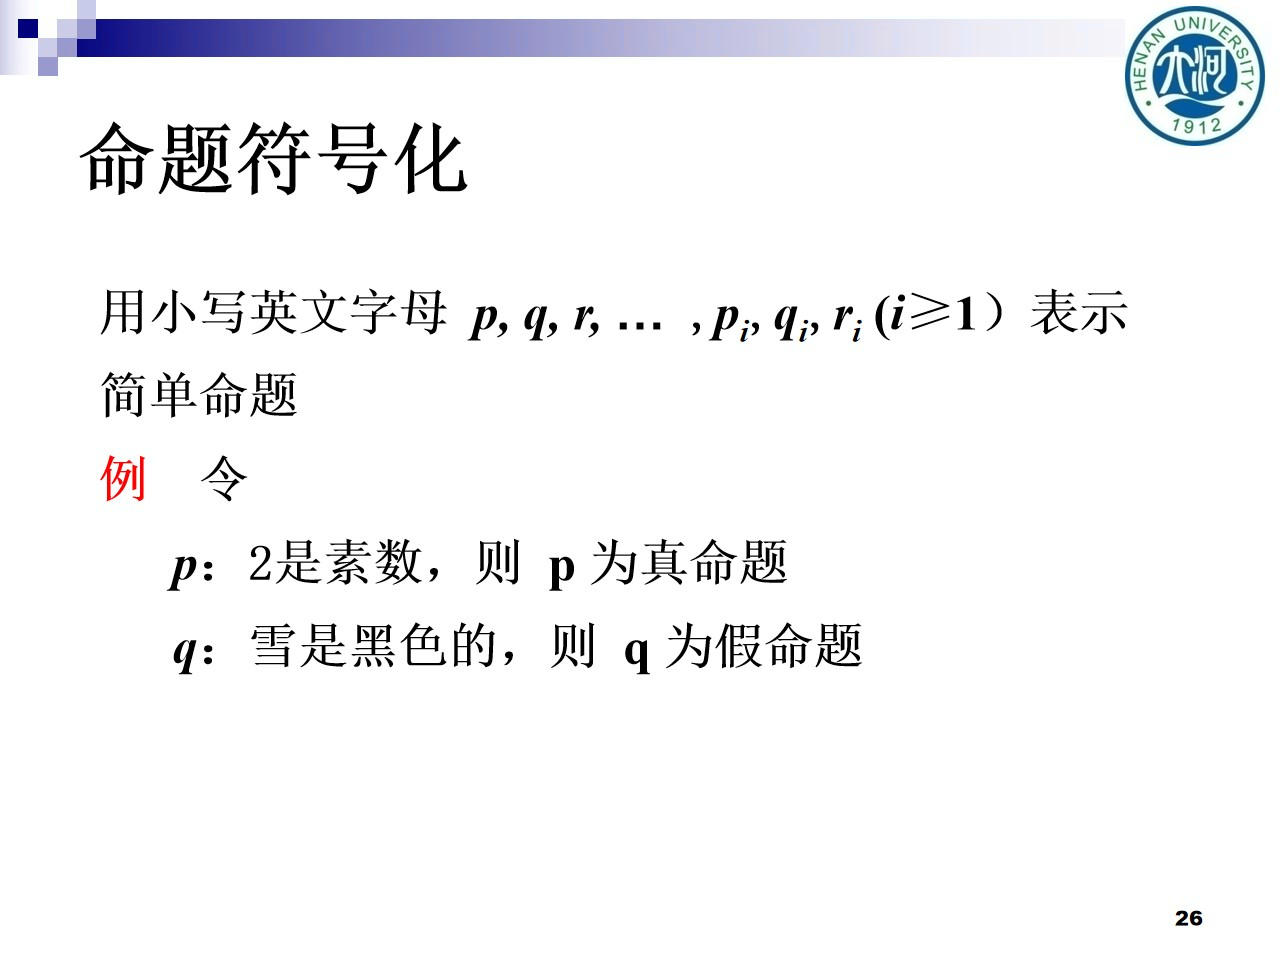 HENAN UNIVERSITY
大河
1912
命题符号化
用小写英文字母 p, q, r, … , pᵢ, qᵢ, rᵢ (i≥1）表示
简单命题
例 令
p：2是素数，则 p 为真命题
q：雪是黑色的，则 q 为假命题
26